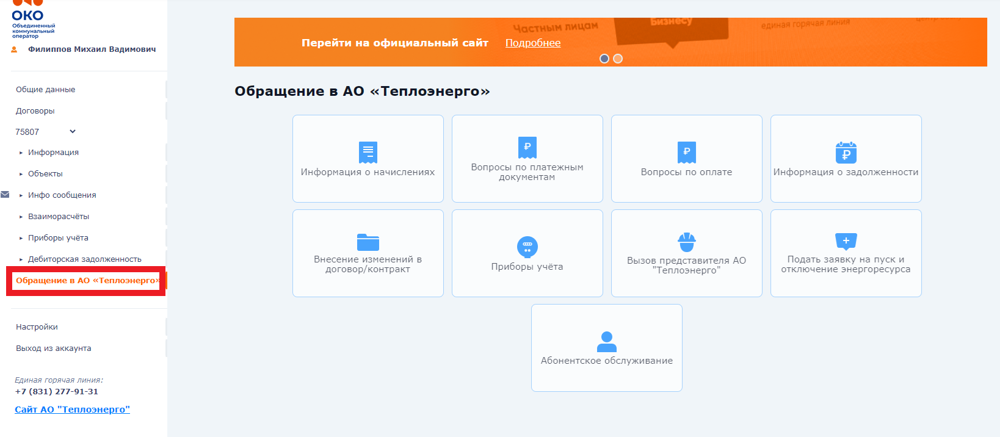 ОКО
Объединенный
коммунальный
оператор
Филиппов Михаил Вадимович
Общие данные
Договоры
75807
Информация
Объекты
Инфо сообщения
Взаиморасчёты
Приборы учёта
Дебиторская задолженность
Обращение в АО «Теплоэнерго»
Настройки
Выход из аккаунта
Единая горячая линия:
+7 (831) 277-91-31
Сайт АО "Теплоэнерго"
Частным лицам
Бизнесу
единая горячая линия
Перейти на официальный сайт Подробнее
Обращение в АО «Теплоэнерго»
Информация о начислениях
Вопросы по платежным
документам
Вопросы по оплате
Информация о задолженности
Внесение изменений в
договор/контракт
Приборы учёта
Вызов представителя АО
"Теплоэнерго"
Подать заявку на пуск и
отключение энергоресурса
Абонентское обслуживание